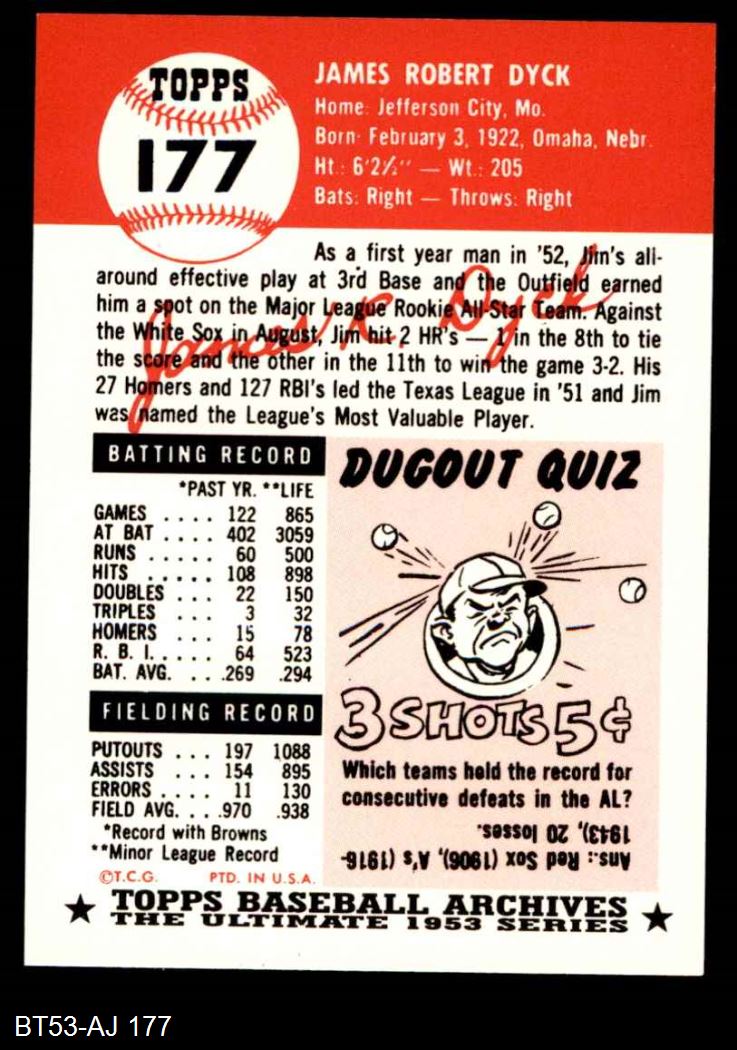 TOPPS
177
JAMES ROBERT DYCK
Home: Jefferson City, Mo.
Born: February 3, 1922, Omaha, Nebr.
Ht.: 6'2½" — Wt.: 205
Bats: Right — Throws: Right
As a first year man in '52, Jim's all-
around effective play at 3rd Base and the Outfield earned
him a spot on the Major League Rookie All-Star Team. Against
the White Sox in August, Jim hit 2 HR's — 1 in the 8th to tie
the score and the other in the 11th to win the game 3-2. His
27 Homers and 127 RBI's led the Texas League in '51 and Jim
was named the League's Most Valuable Player.
James R. Dyck
BATTING RECORD
*PAST YR. **LIFE
GAMES .... 122 865
AT BAT .... 402 3059
RUNS ..... 60 500
HITS ..... 108 898
DOUBLES ... 22 150
TRIPLES ... 3 32
HOMERS ... 15 78
R. B. I. .... 64 523
BAT. AVG. ... .269 .294
FIELDING RECORD
PUTOUTS ... 197 1088
ASSISTS ... 154 895
ERRORS .... 11 130
FIELD AVG. ... .970 .938
*Record with Browns
**Minor League Record
©T.C.G. PTD. IN U.S.A.
DUGOUT QUIZ
3 SHOTS 5¢
Which teams hold the record for
consecutive defeats in the AL?
Ans.: Red Sox (1906), A's (1916-
1943), 20 losses.
★ TOPPS BASEBALL ARCHIVES ★
THE ULTIMATE 1953 SERIES
BT53-AJ 177